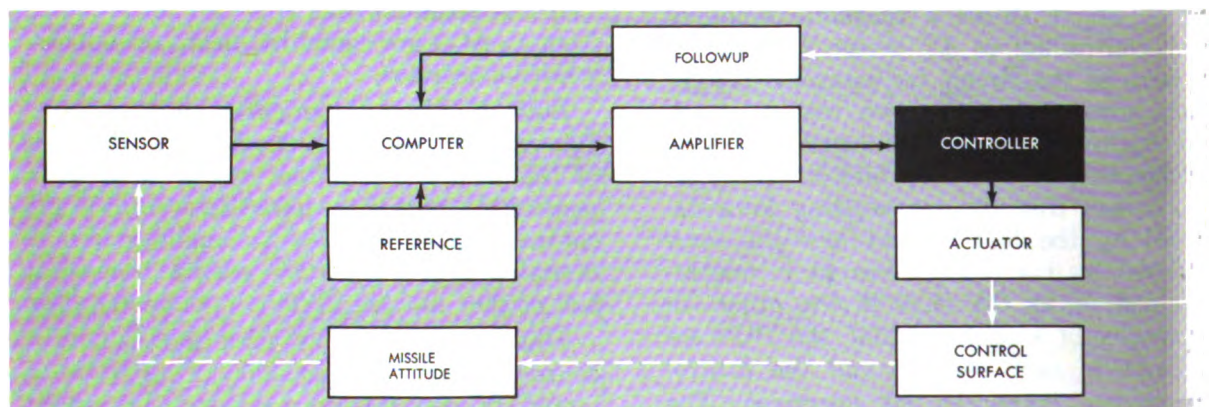 FOLLOWUP
SENSOR
COMPUTER
AMPLIFIER
CONTROLLER
REFERENCE
ACTUATOR
MISSILE
ATTITUDE
CONTROL
SURFACE